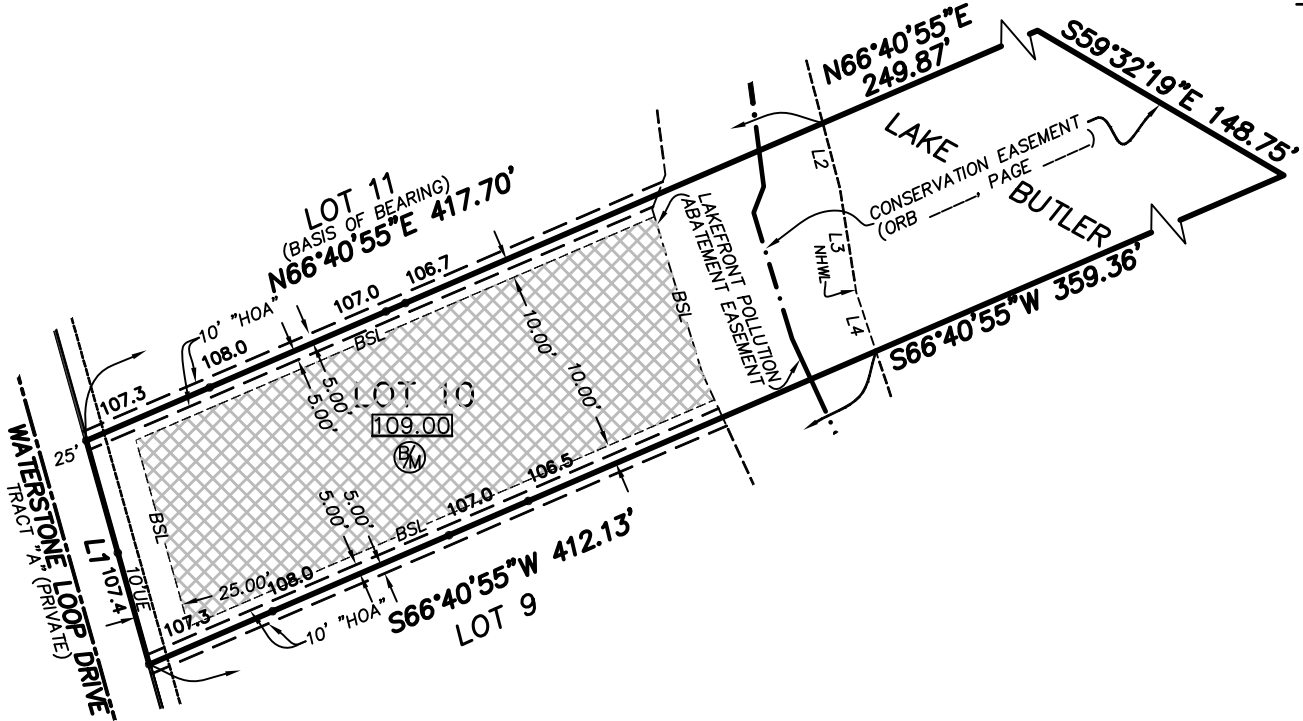 N66°40'55"E
249.87'
S59°32'19"E 148.75'
LAKE
BUTLER
CONSERVATION EASEMENT
(ORB ______, PAGE ______)
L2
L3
NHWL
L4
S66°40'55"W 359.36'
LOT 11
(BASIS OF BEARING)
N66°40'55"E 417.70'
LAKEFRONT POLLUTION
ABATEMENT EASEMENT
10' "HOA"
107.3
108.0
107.0
106.7
BSL
BSL
5.00'
5.00'
10.00'
10.00'
LOT 10
109.00
B/M
25'
WATERSTONE LOOP DRIVE
TRACT "A" (PRIVATE)
L1
107.4
10'UE
BSL
25.00'
5.00'
5.00'
BSL
107.3
108.0
107.0
106.5
10' "HOA"
S66°40'55"W 412.13'
LOT 9